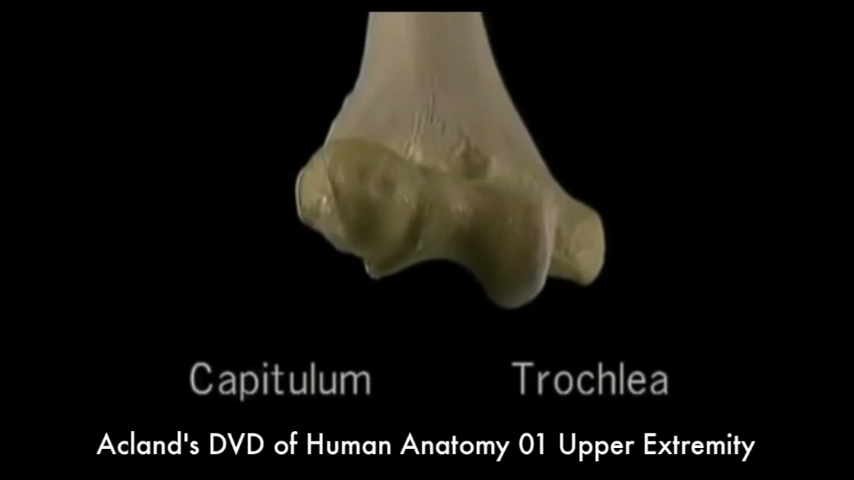 Capitulum Trochlea
Acland's DVD of Human Anatomy 01 Upper Extremity